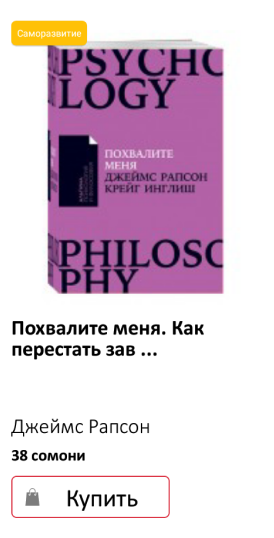 Саморазвитие
PSYCHO
LOGY
ПОХВАЛИТЕ
МЕНЯ
ДЖЕЙМС РАПСОН
КРЕЙГ ИНГЛИШ
PHILOSO
PHY
Похвалите меня. Как
перестать зав ...
Джеймс Рапсон
38 сомони
Купить